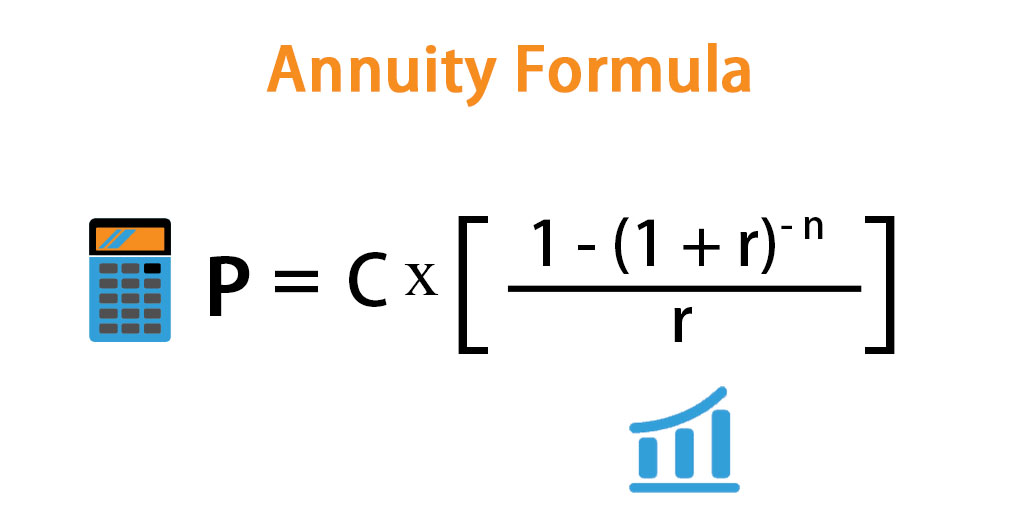 Annuity Formula
P = C x [ 1 - (1 + r)⁻ⁿ / r ]